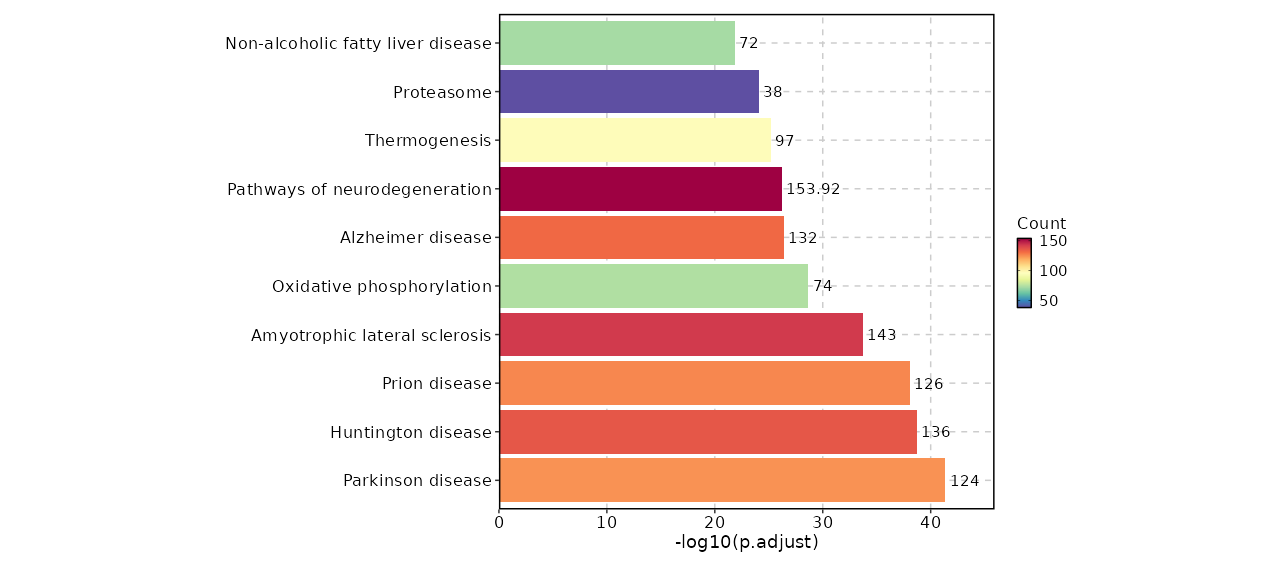 Non-alcoholic fatty liver disease 72
Proteasome 38
Thermogenesis 97
Pathways of neurodegeneration 153.92
Alzheimer disease 132
Oxidative phosphorylation 74
Amyotrophic lateral sclerosis 143
Prion disease 126
Huntington disease 136
Parkinson disease 124
0 10 20 30 40
-log10(p.adjust)
Count
150
100
50